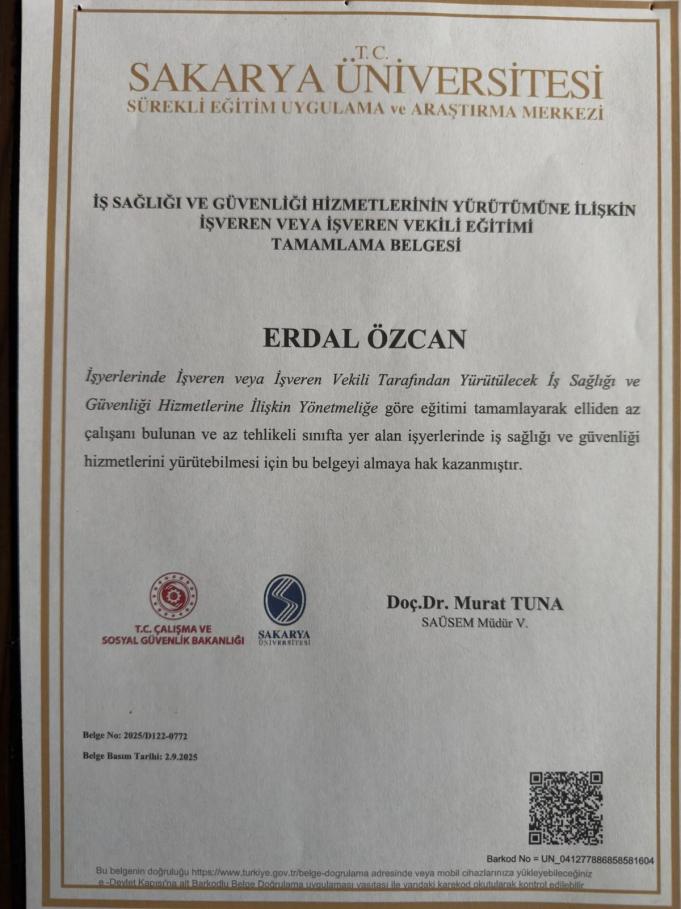 T. C.
SAKARYA ÜNİVERSİTESİ
SÜREKLİ EĞİTİM UYGULAMA ve ARAŞTIRMA MERKEZİ
İŞ SAĞLIĞI VE GÜVENLİĞİ HİZMETLERİNİN YÜRÜTÜMÜNE İLİŞKİN
İŞVEREN VEYA İŞVEREN VEKİLİ EĞİTİMİ
TAMAMLAMA BELGESİ
ERDAL ÖZCAN
İşyerlerinde İşveren veya İşveren Vekili Tarafından Yürütülecek İş Sağlığı ve
Güvenliği Hizmetlerine İlişkin Yönetmeliğe göre eğitimi tamamlayarak elliden az
çalışanı bulunan ve az tehlikeli sınıfta yer alan işyerlerinde iş sağlığı ve güvenliği
hizmetlerini yürütebilmesi için bu belgeyi almaya hak kazanmıştır.
T.C. ÇALIŞMA VE
SOSYAL GÜVENLİK BAKANLIĞI
SAKARYA
ÜNİVERSİTESİ
Doç.Dr. Murat TUNA
SAÜSEM Müdür V.
Belge No: 2025/D122-0772
Belge Basım Tarihi: 2.9.2025
Barkod No = UN_041277886858581604
Bu belgenin doğruluğu https://www.turkiye.gov.tr/belge-dogrulama adresinde veya mobil cihazlarınıza yükleyebileceğiniz
e -Devlet Kapısı'na ait Barkodlu Belge Doğrulama uygulaması vasıtası ile yandaki karekod okutularak kontrol edilebilir.